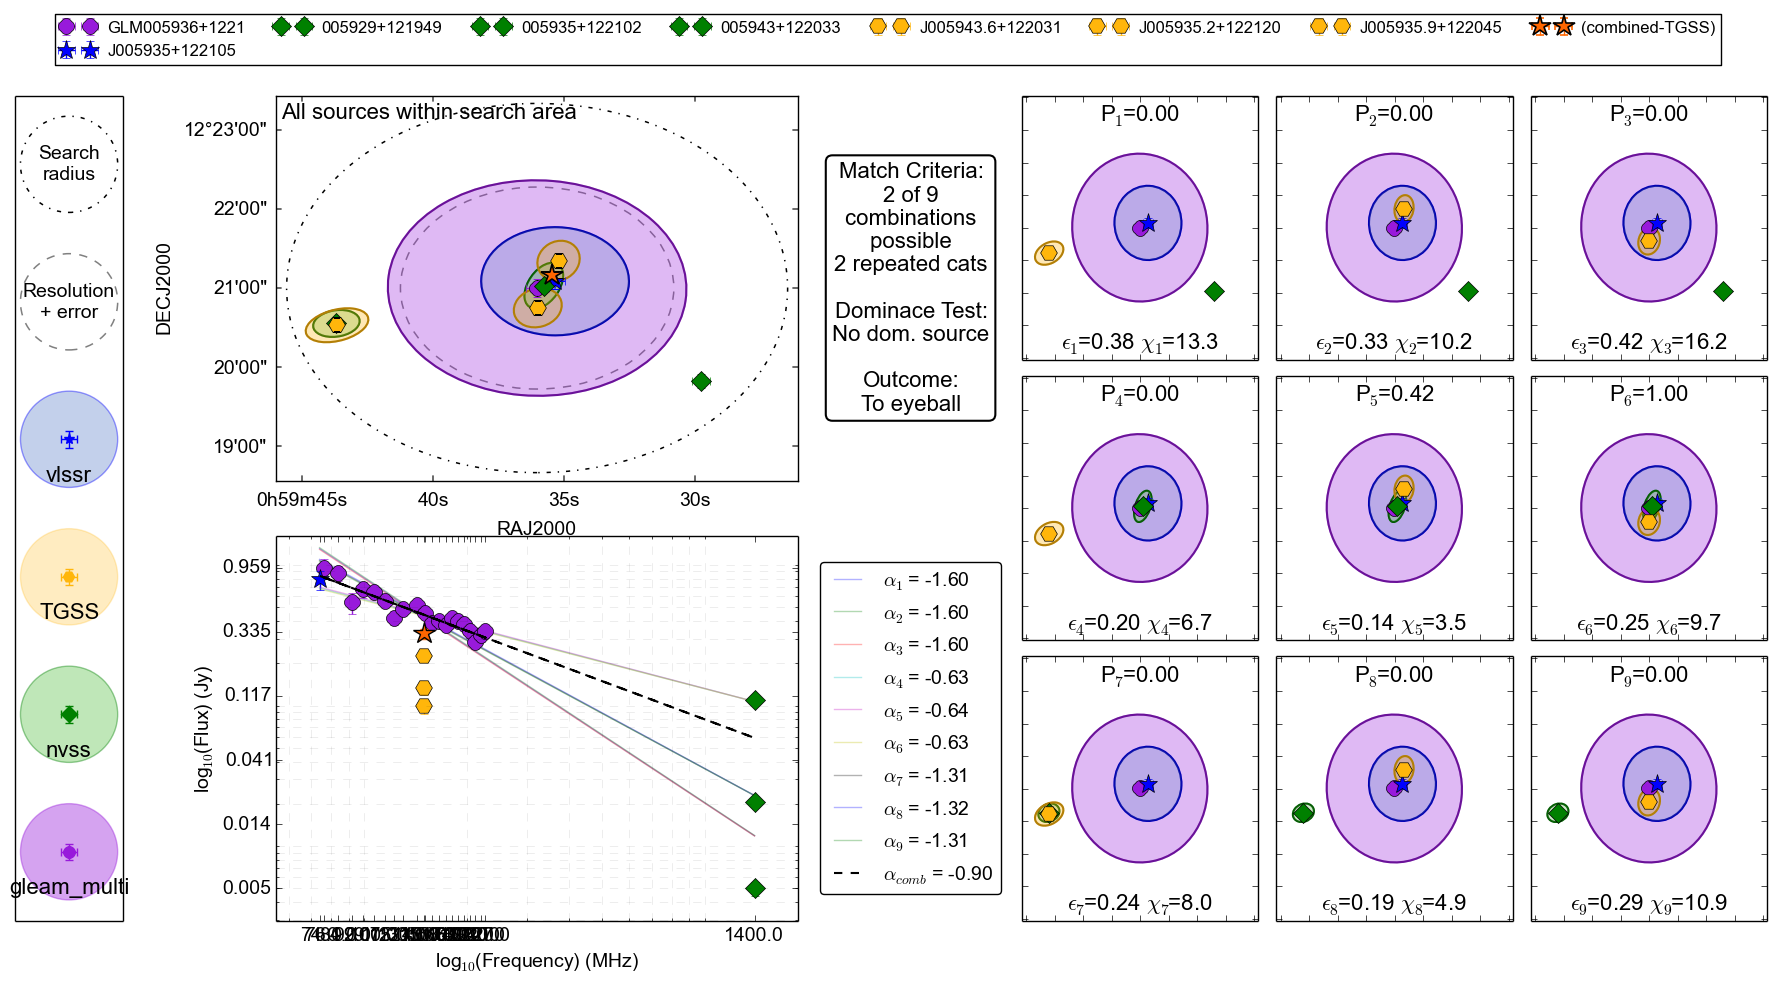 GLM005936+1221 005929+121949 005935+122102 005943+122033 J005943.6+122031 J005935.2+122120 J005935.9+122045 (combined-TGSS)
J005935+122105
Search
radius
Resolution
+ error
vlssr
TGSS
nvss
gleam_multi
All sources within search area
DECJ2000
12°23'00"
22'00"
21'00"
20'00"
19'00"
0h59m45s 40s 35s 30s
RAJ2000
Match Criteria:
2 of 9
combinations
possible
2 repeated cats
Dominace Test:
No dom. source
Outcome:
To eyeball
log10(Flux) (Jy)
0.959
0.335
0.117
0.041
0.014
0.005
1400.0
log10(Frequency) (MHz)
α1 = -1.60
α2 = -1.60
α3 = -1.60
α4 = -0.63
α5 = -0.64
α6 = -0.63
α7 = -1.31
α8 = -1.32
α9 = -1.31
αcomb = -0.90
P1=0.00
ϵ1=0.38 χ1=13.3
P2=0.00
ϵ2=0.33 χ2=10.2
P3=0.00
ϵ3=0.42 χ3=16.2
P4=0.00
ϵ4=0.20 χ4=6.7
P5=0.42
ϵ5=0.14 χ5=3.5
P6=1.00
ϵ6=0.25 χ6=9.7
P7=0.00
ϵ7=0.24 χ7=8.0
P8=0.00
ϵ8=0.19 χ8=4.9
P9=0.00
ϵ9=0.29 χ9=10.9